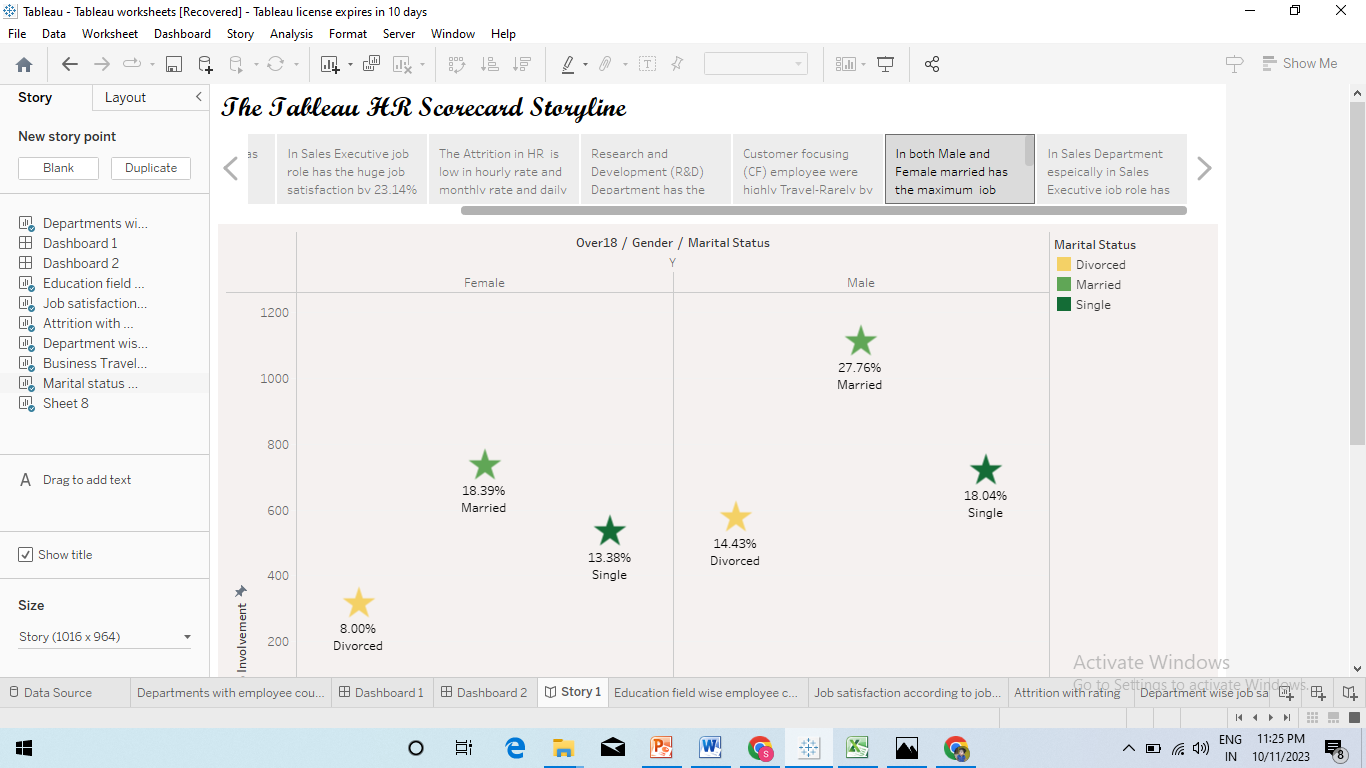 Tableau - Tableau worksheets [Recovered] - Tableau license expires in 10 days
File Data Worksheet Dashboard Story Analysis Format Server Window Help
Show Me
Story Layout
New story point
Blank Duplicate
Departments wi...
Dashboard 1
Dashboard 2
Education field ...
Job satisfaction...
Attrition with ...
Department wis...
Business Travel...
Marital status ...
Sheet 8
A Drag to add text
Show title
Size
Story (1016 x 964)
The Tableau HR Scorecard Storyline
as
In Sales Executive job
role has the huge job
satisfaction by 23.14%
The Attrition in HR is
low in hourly rate and
monthly rate and daily
Research and
Development (R&D)
Department has the
Customer focusing
(CF) employee were
highly Travel-Rarely by
In both Male and
Female married has
the maximum job
In Sales Department
espeically in Sales
Executive job role has
Over18 / Gender / Marital Status
Y
Female Male
1200
1000
800
600
400
200
Involvement
27.76%
Married
18.39%
Married
18.04%
Single
13.38%
Single
14.43%
Divorced
8.00%
Divorced
Marital Status
Divorced
Married
Single
Activate Windows
Go to Settings to activate Windows.
Data Source Departments with employee cou... Dashboard 1 Dashboard 2 Story 1 Education field wise employee c... Job satisfaction according to job... Attrition with rating Department wise job sa
ENG
IN
11:25 PM
10/11/2023
8